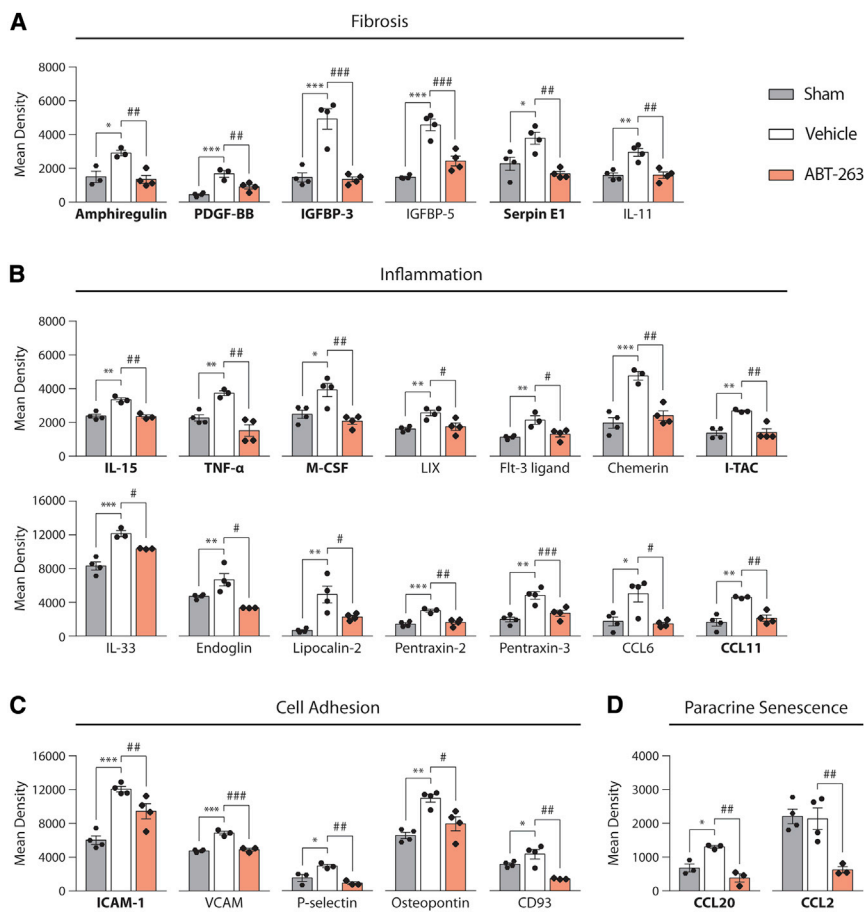 A
Fibrosis
8000
6000
4000
2000
0
Mean Density
* ## *** ## *** ### *** ### * ## ** ##
Amphiregulin PDGF-BB IGFBP-3 IGFBP-5 Serpin E1 IL-11
Sham
Vehicle
ABT-263
B
Inflammation
8000
6000
4000
2000
0
Mean Density
** ## ** ## * ## ** # ** # *** ## ** ##
IL-15 TNF-α M-CSF LIX Flt-3 ligand Chemerin I-TAC
16000
12000
8000
4000
0
Mean Density
*** # ** # ** # *** ## ** ### * # ** ##
IL-33 Endoglin Lipocalin-2 Pentraxin-2 Pentraxin-3 CCL6 CCL11
C
Cell Adhesion
16000
12000
8000
4000
0
Mean Density
*** ## *** ### * ## ** # * ##
ICAM-1 VCAM P-selectin Osteopontin CD93
D
Paracrine Senescence
4000
3000
2000
1000
0
Mean Density
* ## ##
CCL20 CCL2